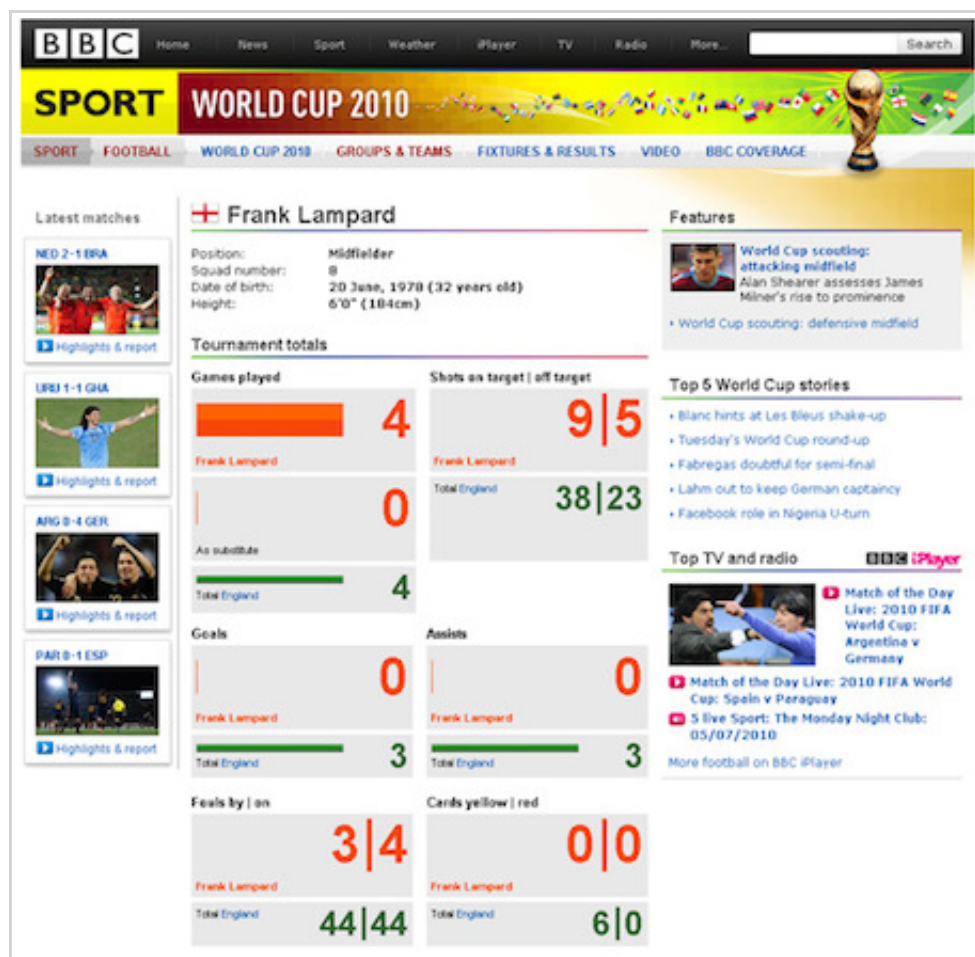 BBC Home News Sport Weather iPlayer TV Radio More... Search
SPORT WORLD CUP 2010
SPORT FOOTBALL WORLD CUP 2010 GROUPS & TEAMS FIXTURES & RESULTS VIDEO BBC COVERAGE
Latest matches
NED 2-1 BRA
Highlights & report
URU 1-1 GHA
Highlights & report
ARG 0-4 GER
Highlights & report
PAR 0-1 ESP
Highlights & report
Frank Lampard
Position: Midfielder
Squad number: 8
Date of birth: 20 June, 1978 (32 years old)
Height: 6'0" (184cm)
Tournament totals
Games played
4
Frank Lampard
0
As substitute
Total England 4
Shots on target | off target
9|5
Frank Lampard
Total England 38|23
Goals
0
Frank Lampard
Total England 3
Assists
0
Frank Lampard
Total England 3
Fouls by | on
3|4
Frank Lampard
Total England 44|44
Cards yellow | red
0|0
Frank Lampard
Total England 6|0
Features
World Cup scouting:
attacking midfield
Alan Shearer assesses James
Milner's rise to prominence
World Cup scouting: defensive midfield
Top 5 World Cup stories
Blanc hints at Les Bleus shake-up
Tuesday's World Cup round-up
Fabregas doubtful for semi-final
Lahm out to keep German captaincy
Facebook role in Nigeria U-turn
Top TV and radio BBC iPlayer
Match of the Day
Live: 2010 FIFA
World Cup:
Argentina v
Germany
Match of the Day Live: 2010 FIFA World
Cup: Spain v Paraguay
5 live Sport: The Monday Night Club:
05/07/2010
More football on BBC iPlayer